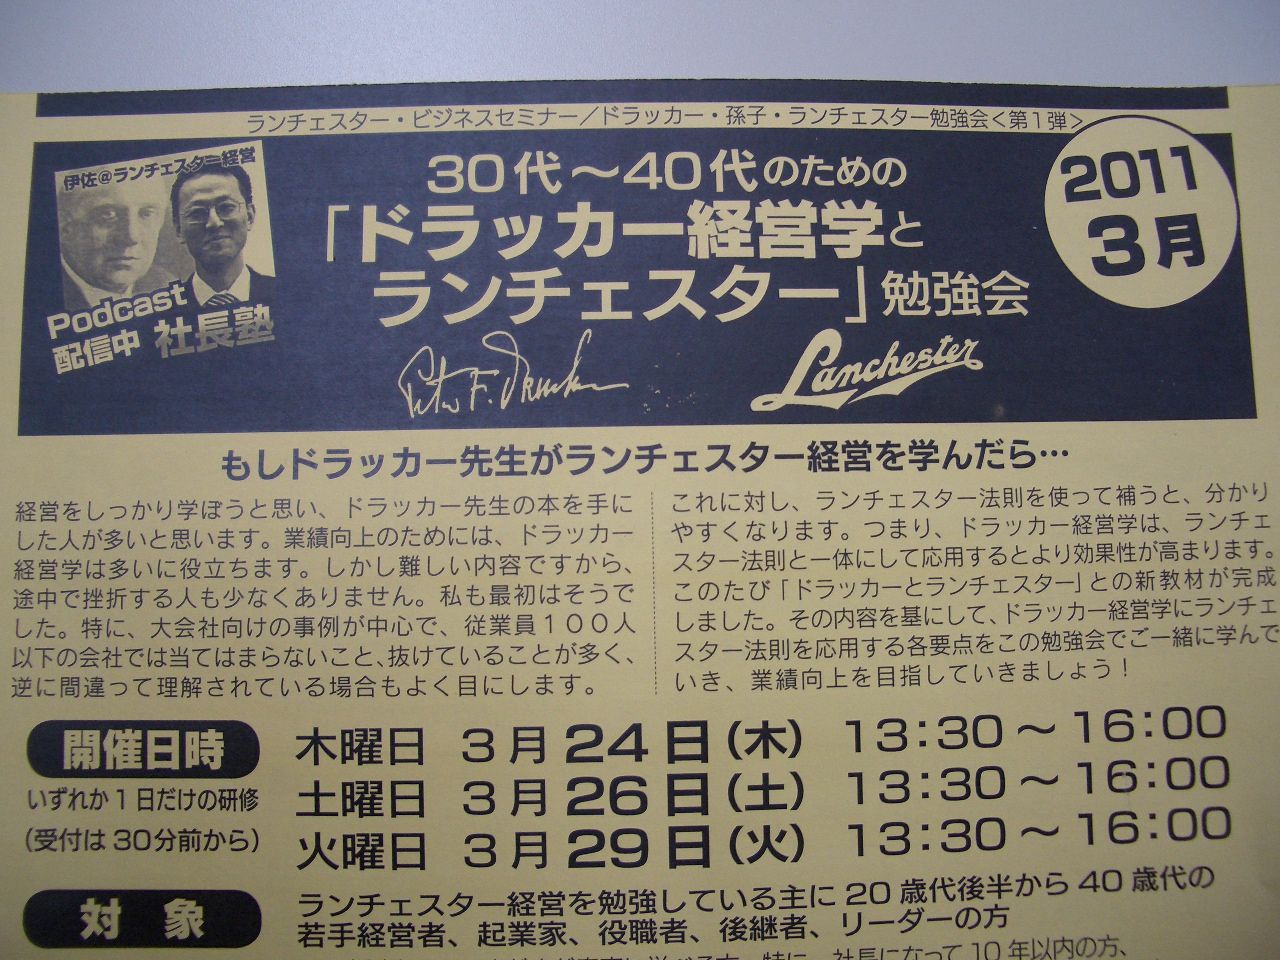 ランチェスター・ビジネスセミナー／ドラッカー・孫子・ランチェスター勉強会<第１弾>
伊佐@ランチェスター経営
Podcast
配信中 社長塾
30代～40代のための
「ドラッカー経営学と
ランチェスター」勉強会
2011
3月
Peter F. Drucker
Lanchester
もしドラッカー先生がランチェスター経営を学んだら…
経営をしっかり学ぼうと思い、ドラッカー先生の本を手に
した人が多いと思います。業績向上のためには、ドラッカー
経営学は多いに役立ちます。しかし難しい内容ですから、
途中で挫折する人も少なくありません。私も最初はそうで
した。特に、大会社向けの事例が中心で、従業員１００人
以下の会社では当てはまらないこと、抜けていることが多く、
逆に間違って理解されている場合もよく目にします。
これに対し、ランチェスター法則を使って補うと、分かり
やすくなります。つまり、ドラッカー経営学は、ランチェ
スター法則と一体にして応用するとより効果性が高まります。
このたび「ドラッカーとランチェスター」との新教材が完成
しました。その内容を基にして、ドラッカー経営学にランチェ
スター法則を応用する各要点をこの勉強会でご一緒に学んで
いき、業績向上を目指していきましょう！
開催日時
いずれか１日だけの研修
（受付は30分前から）
木曜日 3月24日（木） 13:30～16:00
土曜日 3月26日（土） 13:30～16:00
火曜日 3月29日（火） 13:30～16:00
対象
ランチェスター経営を勉強している主に20歳代後半から40歳代の
若手経営者、起業家、役職者、後継者、リーダーの方
に学べる方、特に、社長になって10年以内の方、